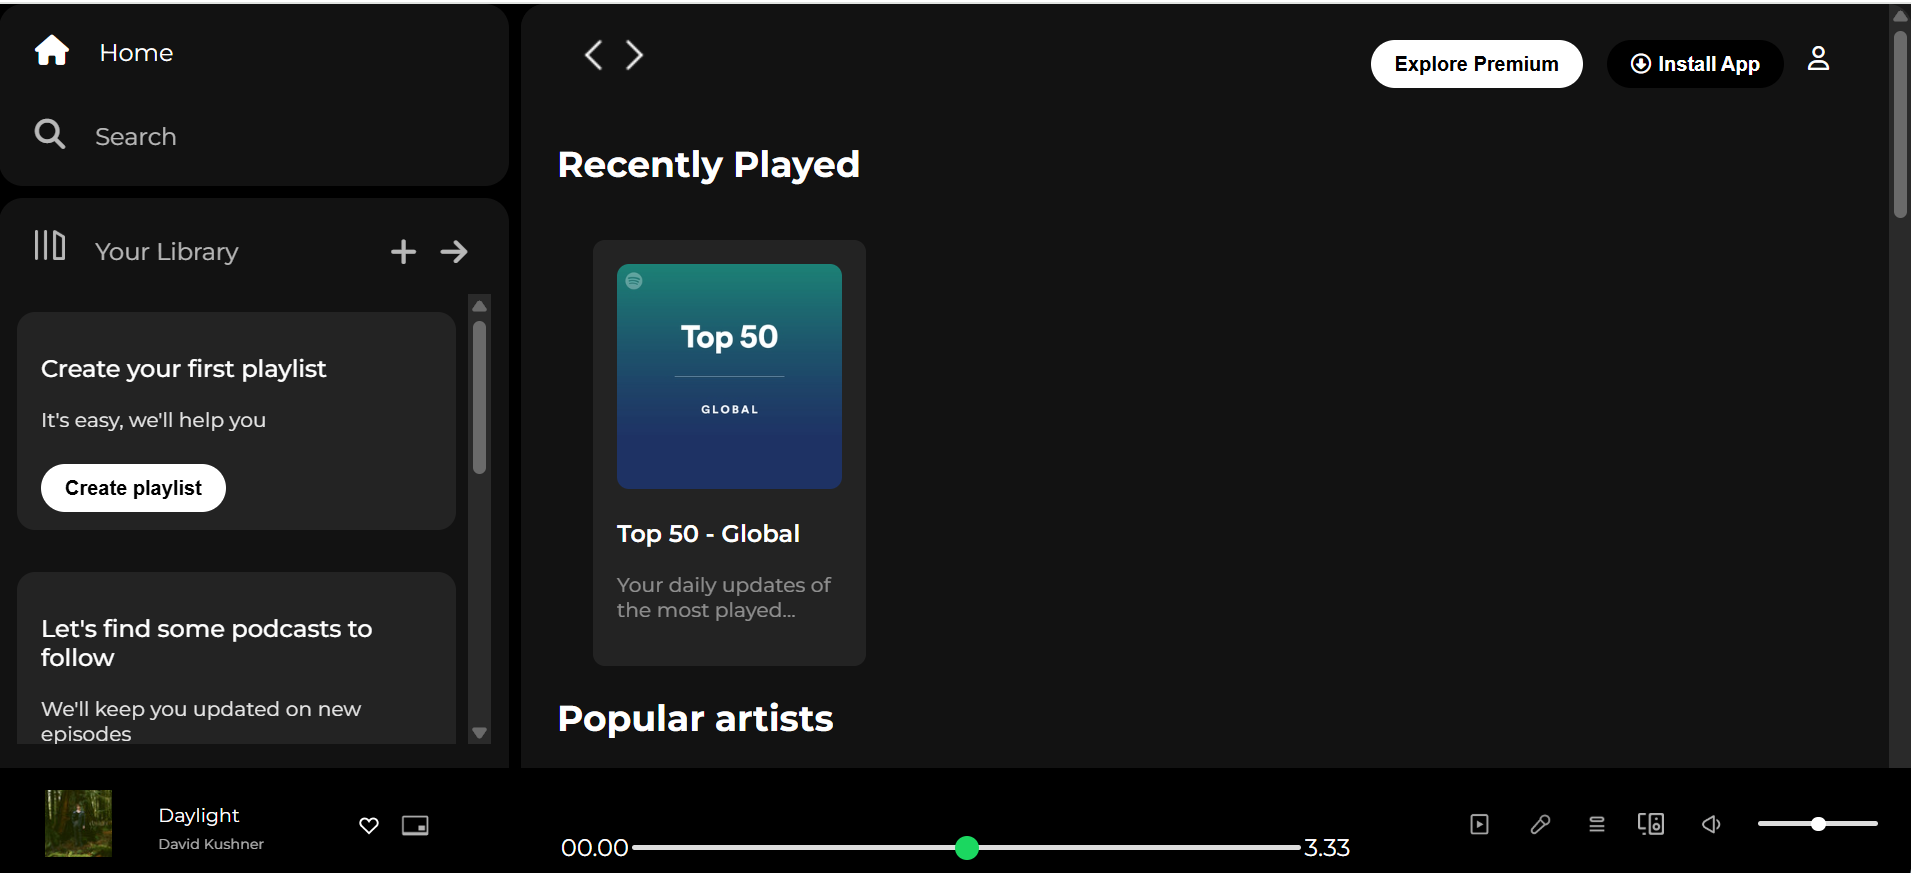 Home
Search
Your Library
Create your first playlist
It's easy, we'll help you
Create playlist
Let's find some podcasts to
follow
We'll keep you updated on new
episodes
Explore Premium
Install App
Recently Played
Top 50
GLOBAL
Top 50 - Global
Your daily updates of
the most played...
Popular artists
Daylight
David Kushner
00.00
3.33